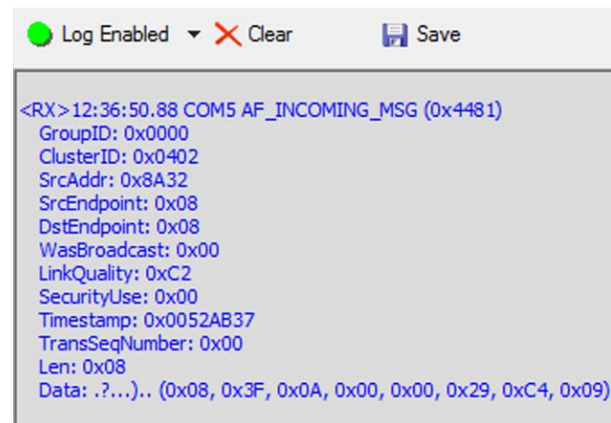 Log Enabled Clear Save
<RX>12:36:50.88 COM5 AF_INCOMING_MSG (0x4481)
GroupID: 0x0000
ClusterID: 0x0402
SrcAddr: 0x8A32
SrcEndpoint: 0x08
DstEndpoint: 0x08
WasBroadcast: 0x00
LinkQuality: 0xC2
SecurityUse: 0x00
Timestamp: 0x0052AB37
TransSeqNumber: 0x00
Len: 0x08
Data: .?...).. (0x08, 0x3F, 0x0A, 0x00, 0x00, 0x29, 0xC4, 0x09)